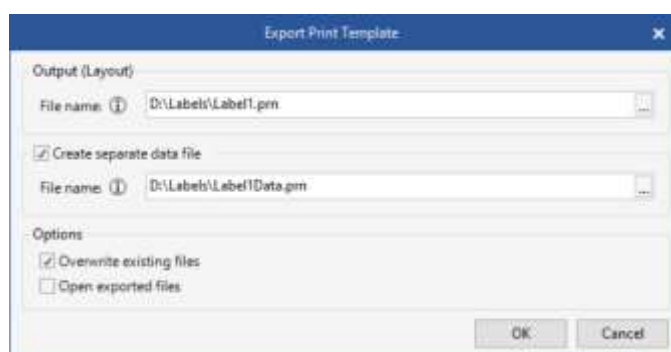 Export Print Template
Output (Layout)
File name: D:\Labels\Label1.prn ...
Create separate data file
File name: D:\Labels\Label1Data.prn ...
Options
Overwrite existing files
Open exported files
OK Cancel